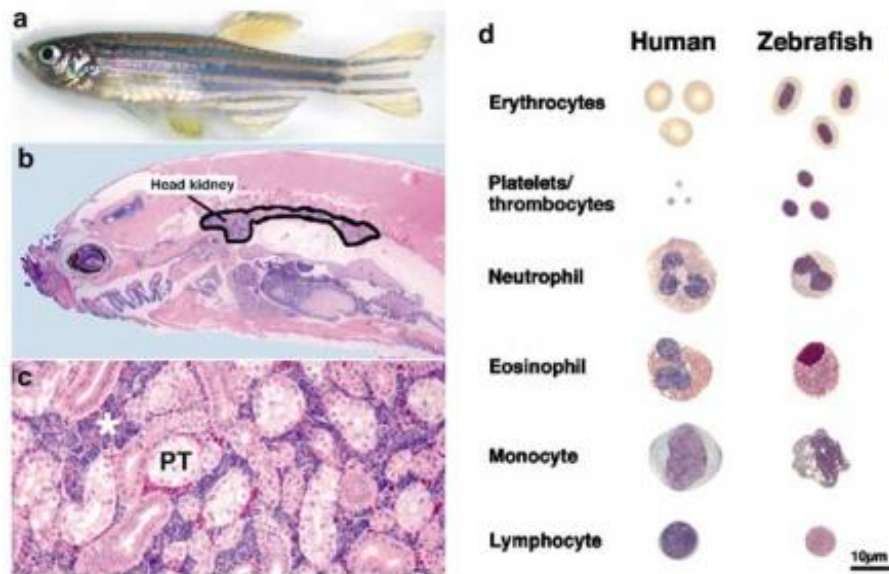 a
b
Head kidney
c
*
PT
d
Human Zebrafish
Erythrocytes
Platelets/
thrombocytes
Neutrophil
Eosinophil
Monocyte
Lymphocyte
10µm